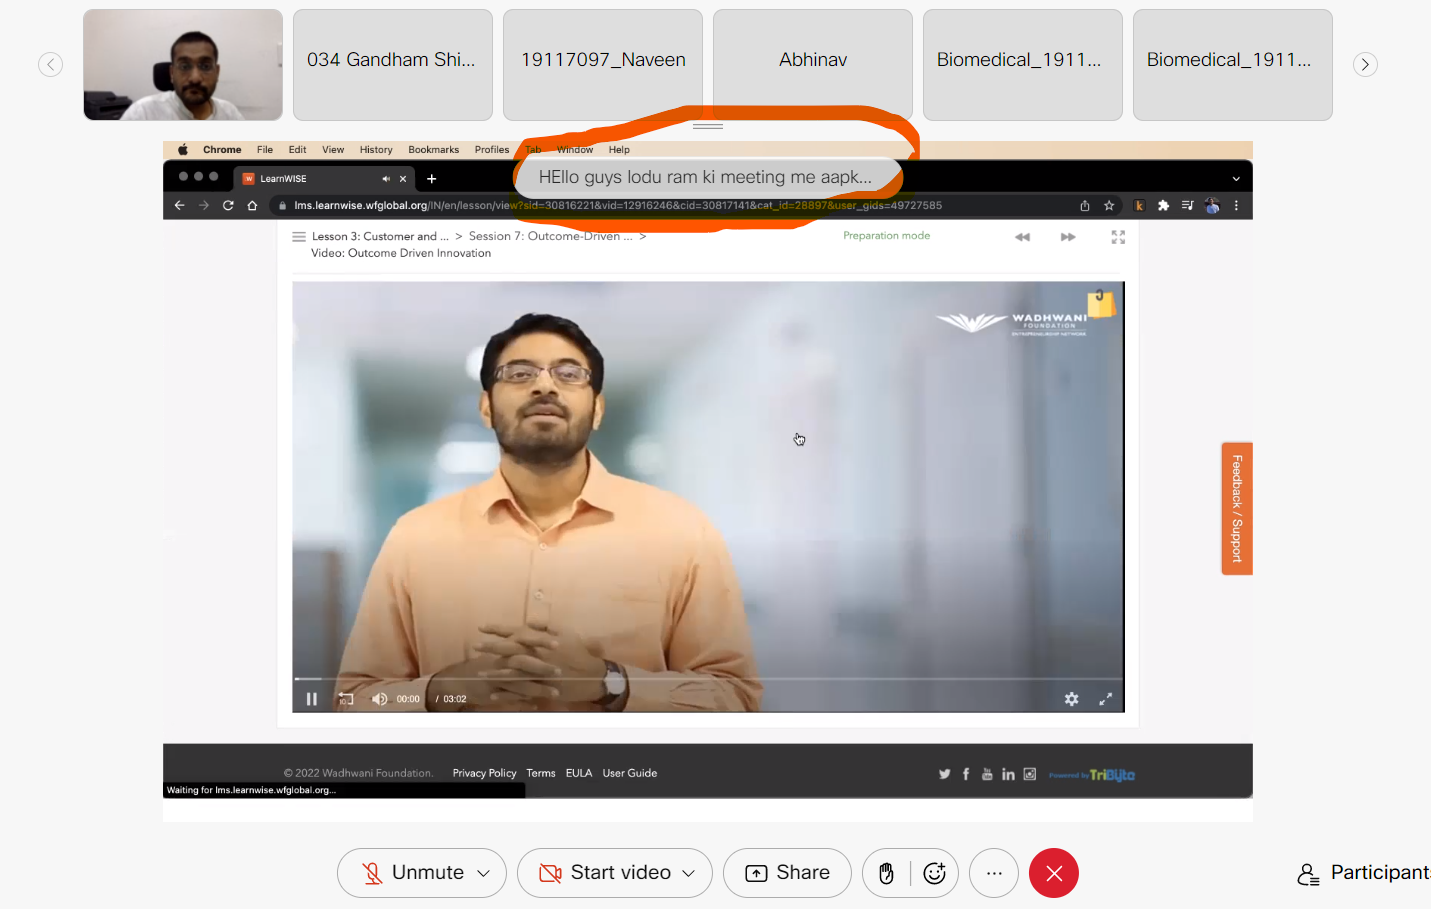 034 Gandham Shi...
19117097_Naveen
Abhinav
Biomedical_1911...
Biomedical_1911...
Chrome File Edit View History Bookmarks Profiles Tab Window Help
LearnWISE
HEllo guys lodu ram ki meeting me aapk...
lms.learnwise.wfglobal.org/IN/en/lesson/view?sid=30816221&vid=12916246&cid=30817141&cat_id=28897&user_gids=49727585
Lesson 3: Customer and ... > Session 7: Outcome-Driven ... >
Preparation mode
Video: Outcome Driven Innovation
WADHWANI
FOUNDATION
ENTREPRENEURSHIP NETWORK
Feedback / Support
10
00:00 / 03:02
© 2022 Wadhwani Foundation. Privacy Policy Terms EULA User Guide
Powered by TriByte
Waiting for lms.learnwise.wfglobal.org...
Unmute
Start video
Share
Participants